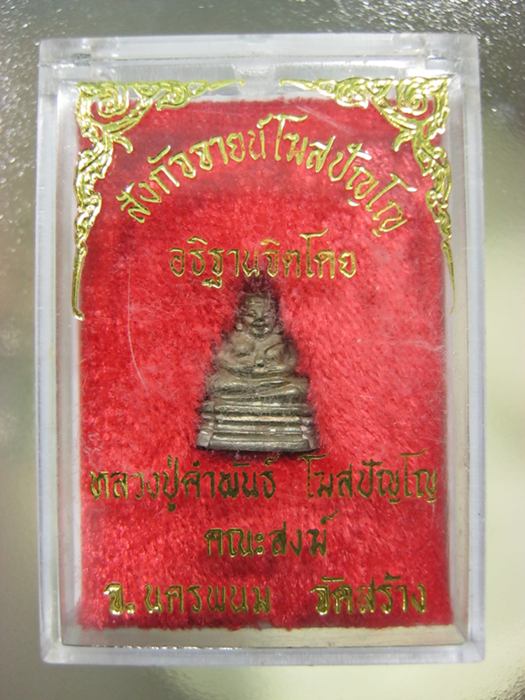 สังกัจจายน์โฆสปัญโญ
อธิฐานจิตโดย
หลวงปู่คำพันธ์ โฆสปัญโญ
คณะสงฆ์
จ.นครพนม จัดสร้าง